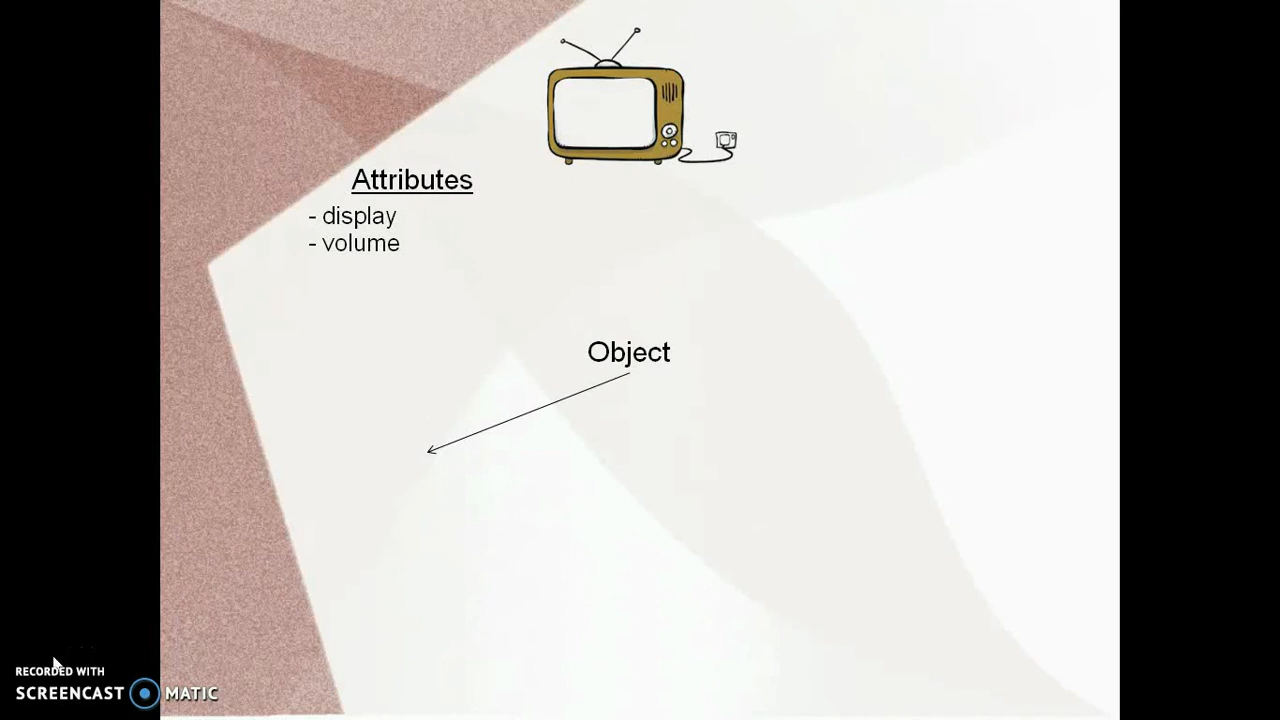 Attributes
- display
- volume
Object
RECORDED WITH
SCREENCAST MATIC